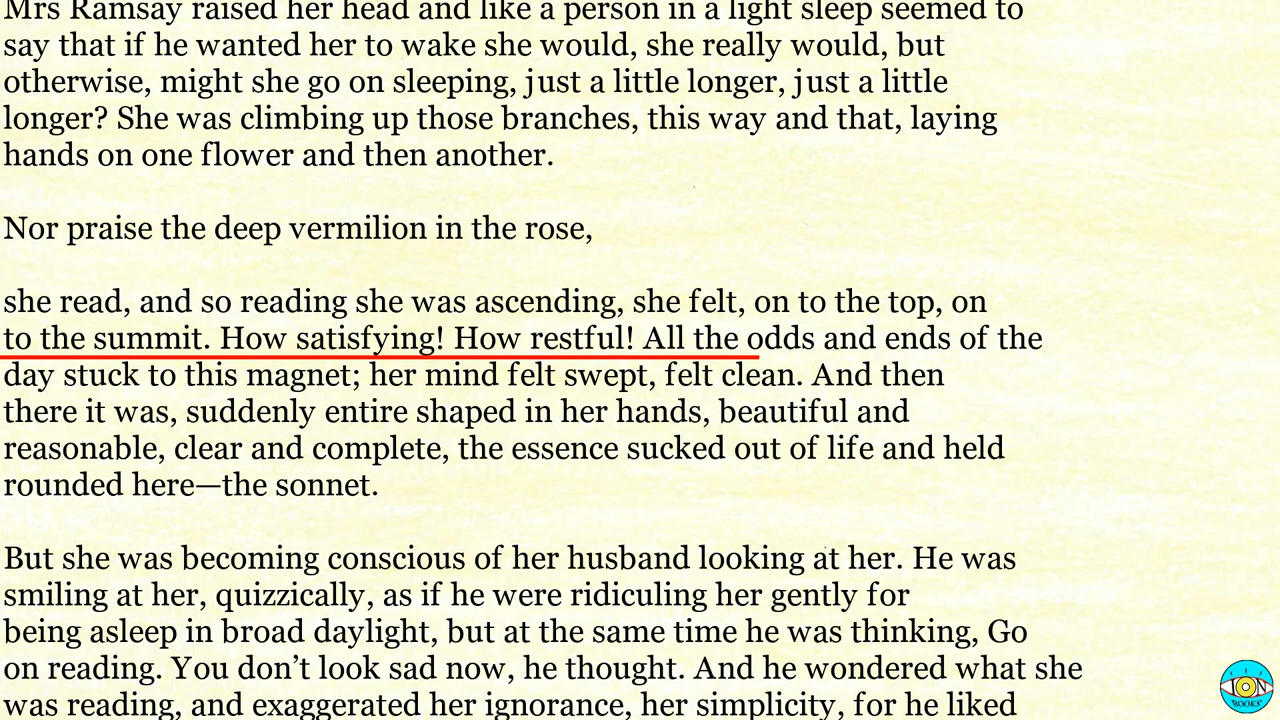 Mrs Ramsay raised her head and like a person in a light sleep seemed to
say that if he wanted her to wake she would, she really would, but
otherwise, might she go on sleeping, just a little longer, just a little
longer? She was climbing up those branches, this way and that, laying
hands on one flower and then another.
Nor praise the deep vermilion in the rose,
she read, and so reading she was ascending, she felt, on to the top, on
to the summit. How satisfying! How restful! All the odds and ends of the
day stuck to this magnet; her mind felt swept, felt clean. And then
there it was, suddenly entire shaped in her hands, beautiful and
reasonable, clear and complete, the essence sucked out of life and held
rounded here—the sonnet.
But she was becoming conscious of her husband looking at her. He was
smiling at her, quizzically, as if he were ridiculing her gently for
being asleep in broad daylight, but at the same time he was thinking, Go
on reading. You don’t look sad now, he thought. And he wondered what she
was reading, and exaggerated her ignorance, her simplicity, for he liked
ION
BOOKS